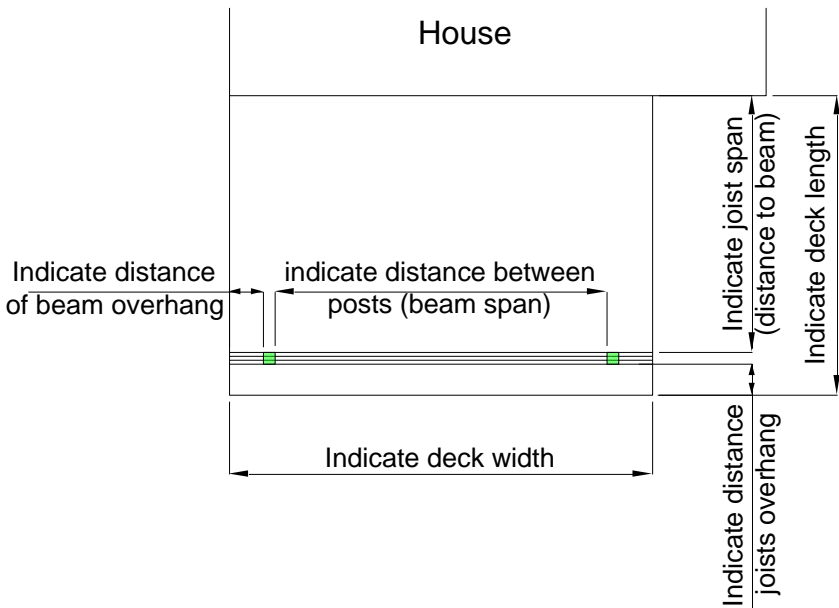 House
Indicate distance
of beam overhang
indicate distance between
posts (beam span)
Indicate joist span
(distance to beam)
Indicate deck length
Indicate deck width
Indicate distance
joists overhang